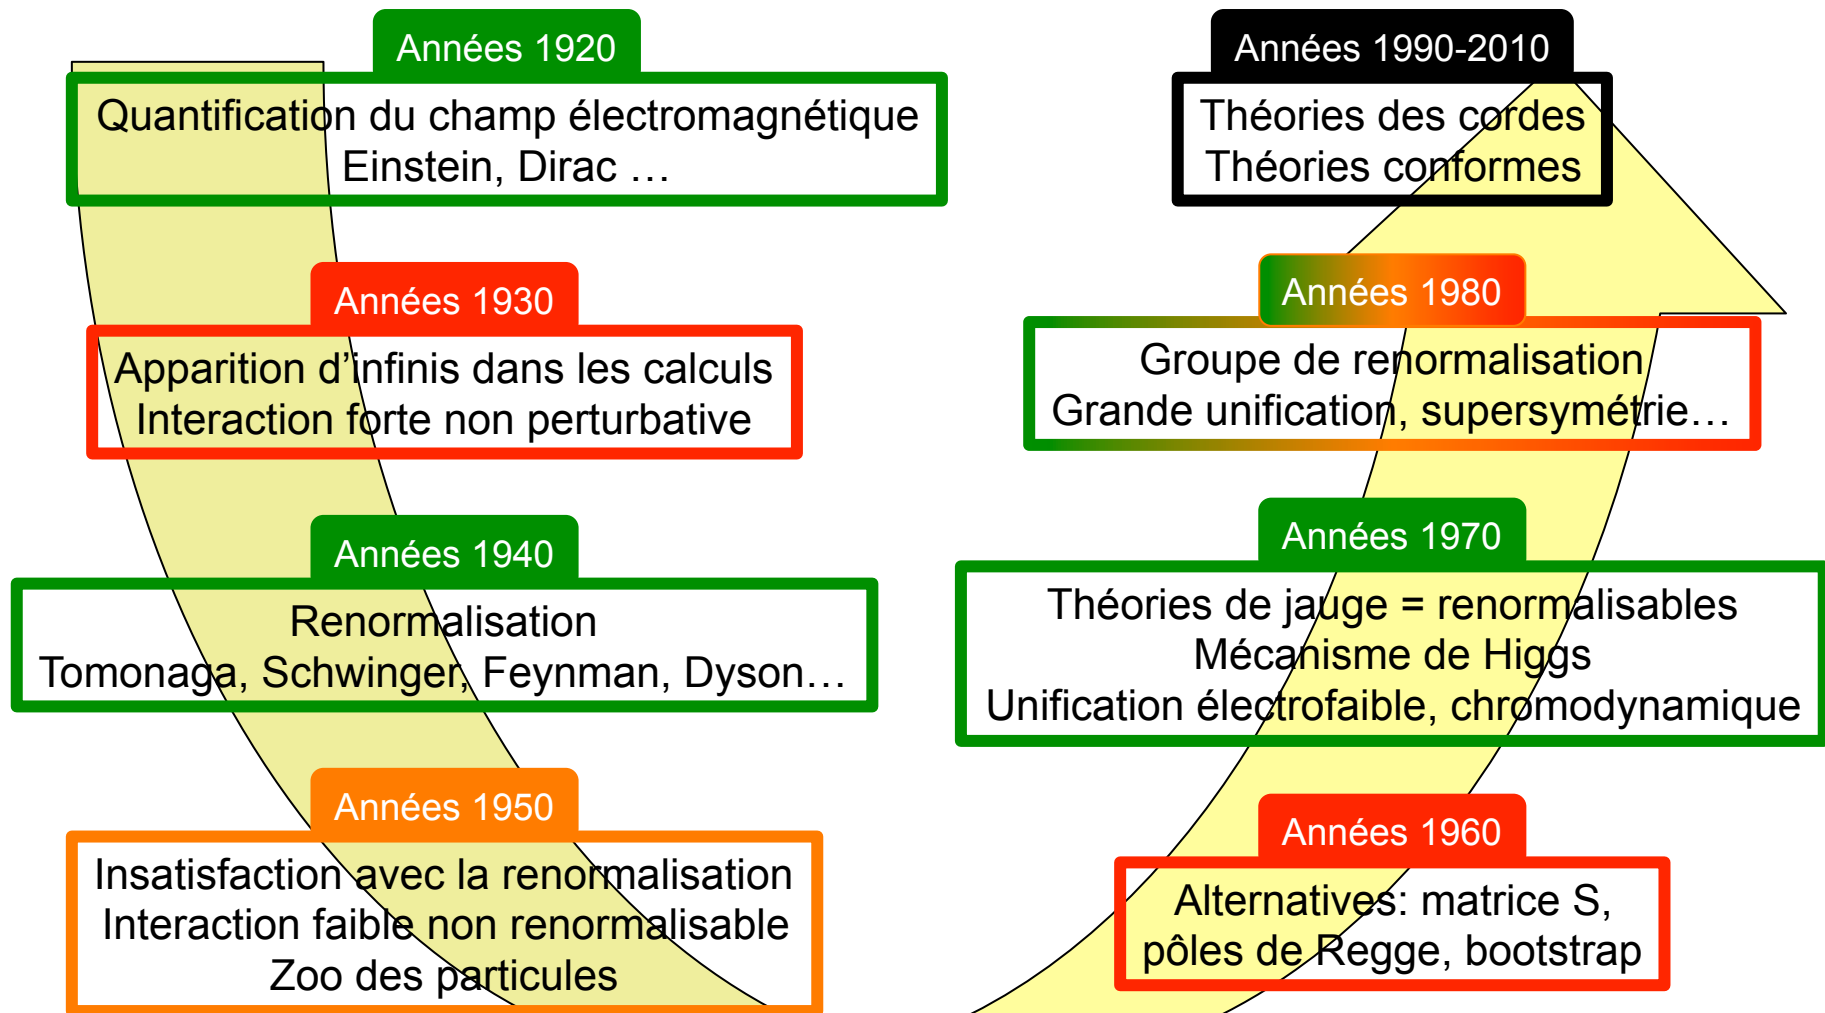 Années 1920
Quantification du champ électromagnétique
Einstein, Dirac …
Années 1930
Apparition d'infinis dans les calculs
Interaction forte non perturbative
Années 1940
Renormalisation
Tomonaga, Schwinger, Feynman, Dyson…
Années 1950
Insatisfaction avec la renormalisation
Interaction faible non renormalisable
Zoo des particules
Années 1960
Alternatives: matrice S,
pôles de Regge, bootstrap
Années 1970
Théories de jauge = renormalisables
Mécanisme de Higgs
Unification électrofaible, chromodynamique
Années 1980
Groupe de renormalisation
Grande unification, supersymétrie…
Années 1990-2010
Théories des cordes
Théories conformes